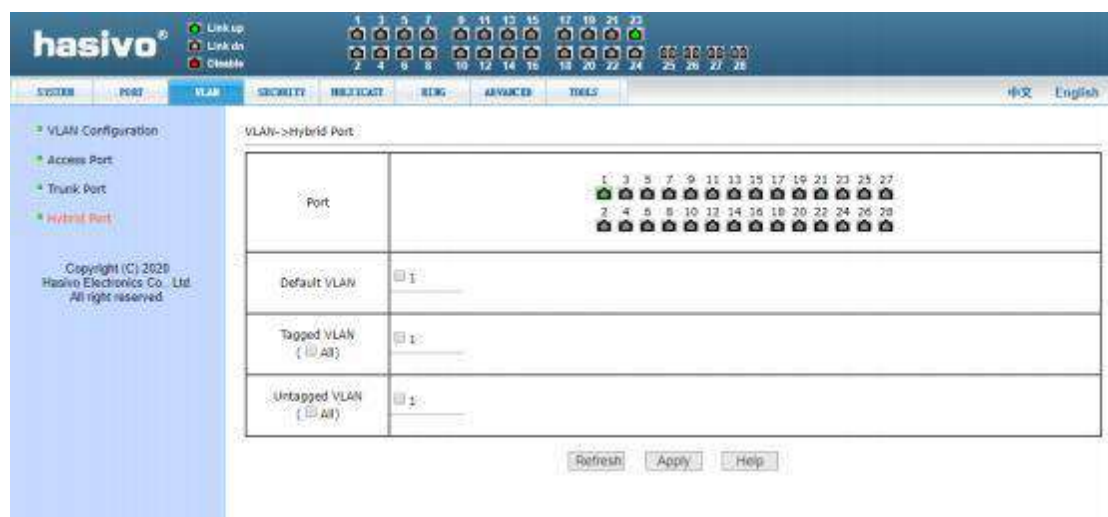 hasivo®
Link up
Link dn
Disable
1 3 5 7 9 11 13 15 17 19 21 23
2 4 6 8 10 12 14 16 18 20 22 24 25 26 27 28
SYSTEM PORT VLAN SECURITY MULTICAST RING ADVANCED TOOLS 中文 English
VLAN Configuration
Access Port
Trunk Port
Hybrid Port
Copyright (C) 2020
Hasivo Electronics Co., Ltd.
All right reserved
VLAN->Hybrid Port
Port
1 3 5 7 9 11 13 15 17 19 21 23 25 27
2 4 6 8 10 12 14 16 18 20 22 24 26 28
Default VLAN 1
Tagged VLAN
( All) 1
Untagged VLAN
( All) 1
Refresh Apply Help